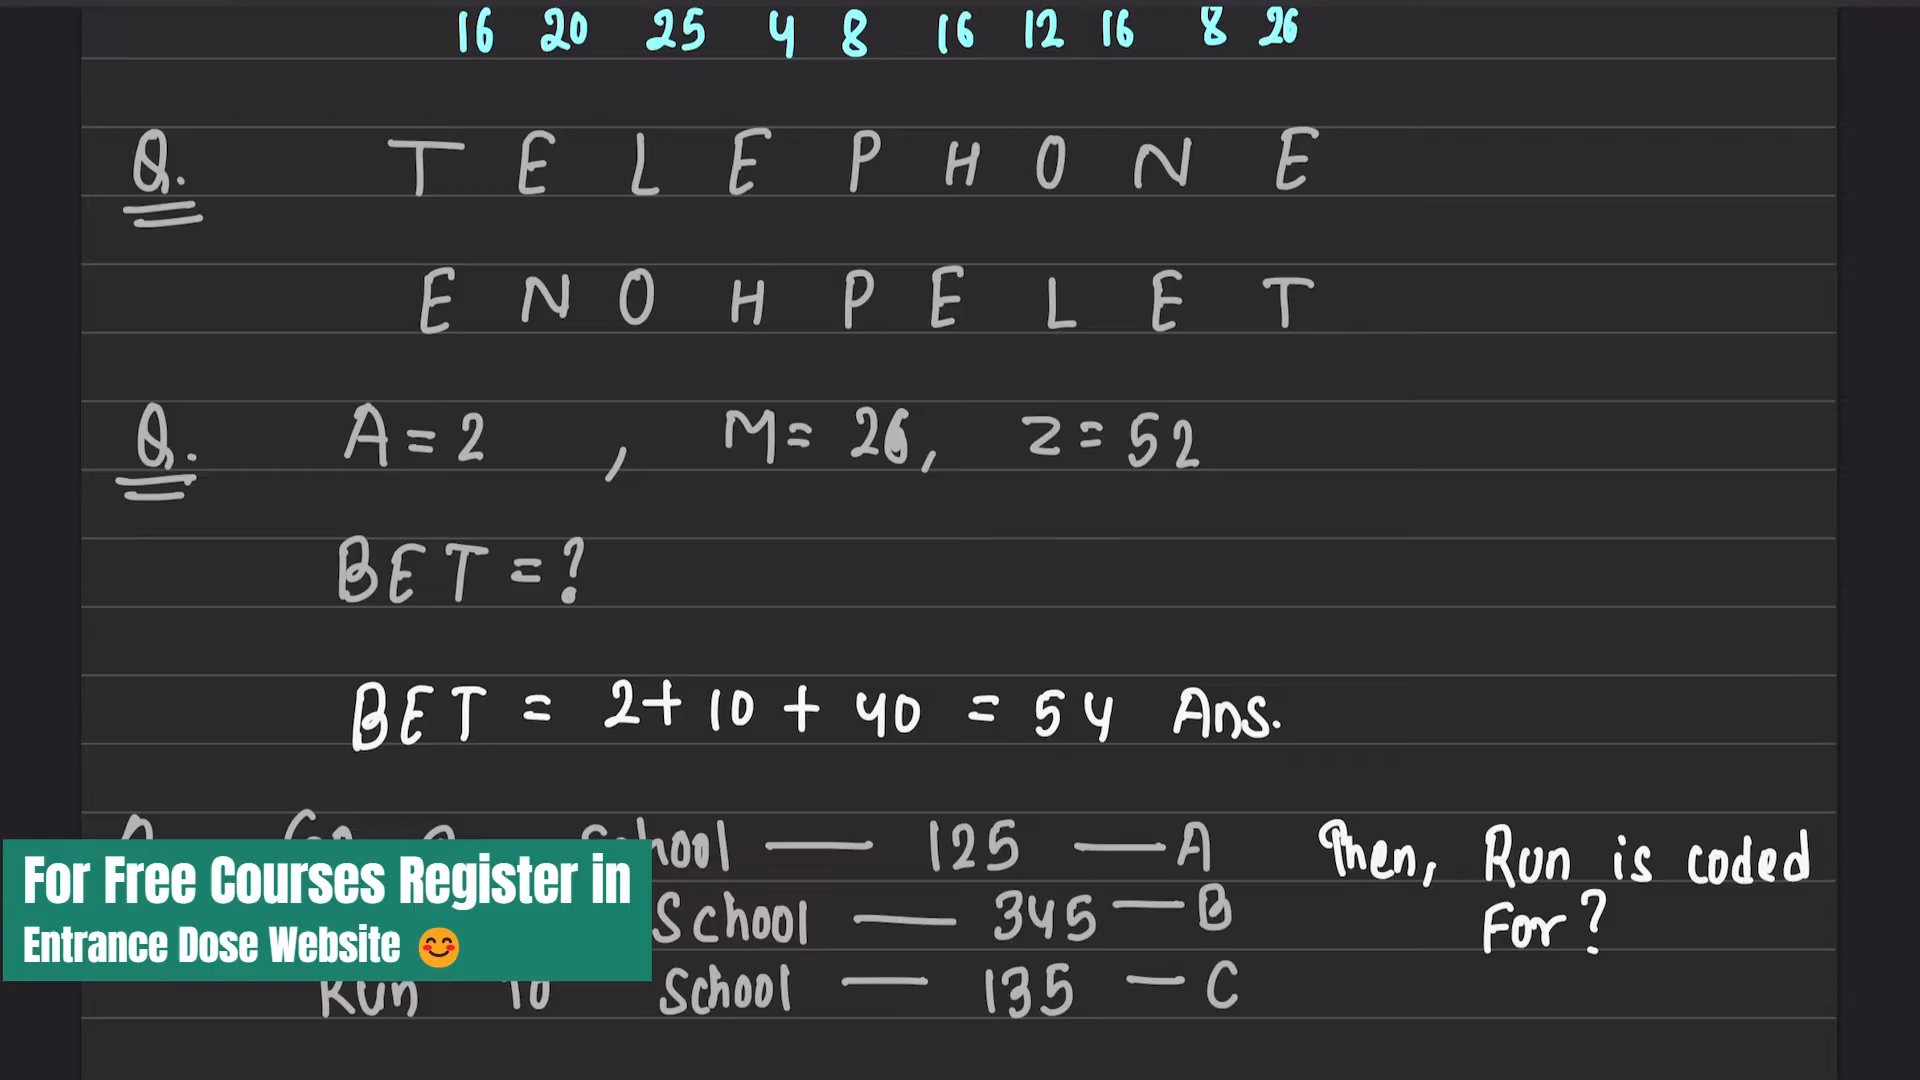 16 20 25 4 8 16 12 16 8 26
Q. T E L E P H O N E
E N O H P E L E T
Q. A = 2 , M = 26, Z = 52
BET = ?
BET = 2 + 10 + 40 = 54 Ans.
— 125 — A Then, Run is coded
For Free Courses Register in
School — 345 — B For?
Entrance Dose Website 😊
Run School — 135 — C